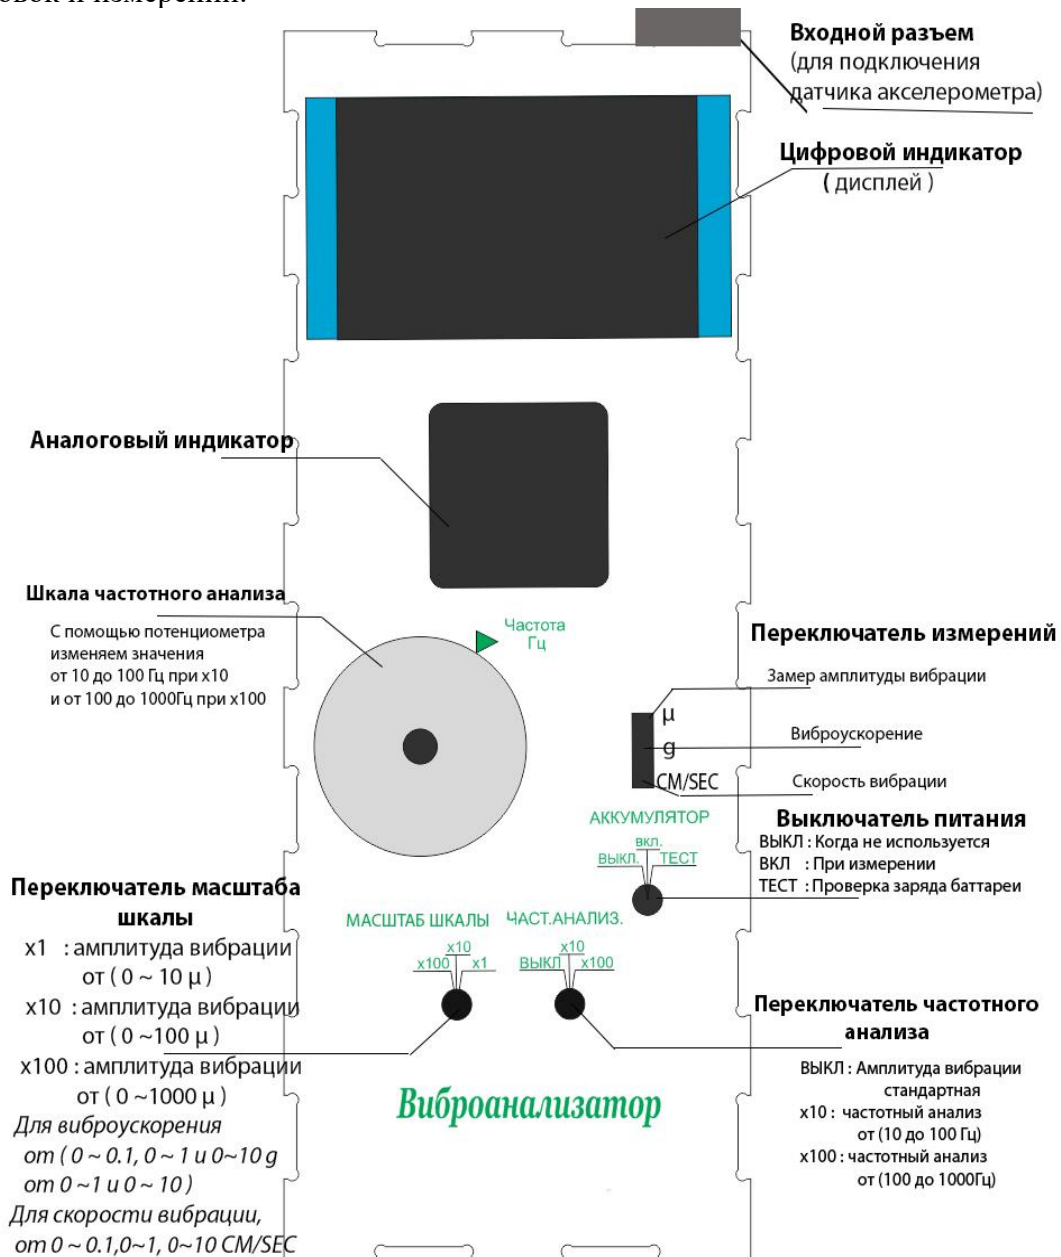 овок и измерений.
Входной разъем
(для подключения
датчика акселерометра)
Цифровой индикатор
( дисплей )
Аналоговый индикатор
Шкала частотного анализа
С помощью потенциометра
изменяем значения
от 10 до 100 Гц при х10
и от 100 до 1000Гц при х100
Частота
Гц
Переключатель измерений
Замер амплитуды вибрации
μ
Виброускорение
g
Скорость вибрации
CM/SEC
АККУМУЛЯТОР
ВЫКЛ.
вкл.
ТЕСТ
Выключатель питания
ВЫКЛ : Когда не используется
ВКЛ : При измерении
ТЕСТ : Проверка заряда баттареи
Переключатель масштаба
шкалы
х1 : амплитуда вибрации
от ( 0 ~ 10 μ )
х10 : амплитуда вибрации
от ( 0 ~100 μ )
х100 : амплитуда вибрации
от ( 0 ~1000 μ )
Для виброускорения
от ( 0 ~ 0.1, 0 ~ 1 и 0~10 g
от 0 ~1 и 0 ~ 10 )
Для скорости вибрации,
от 0 ~ 0.1,0~1, 0~10 CM/SEC
МАСШТАБ ШКАЛЫ
х100
х10
х1
ЧАСТ.АНАЛИЗ.
ВЫКЛ
х10
х100
Переключатель частотного
анализа
ВЫКЛ : Амплитуда вибрации
стандартная
х10 : частотный анализ
от (10 до 100 Гц)
х100 : частотный анализ
от (100 до 1000Гц)
Виброанализатор